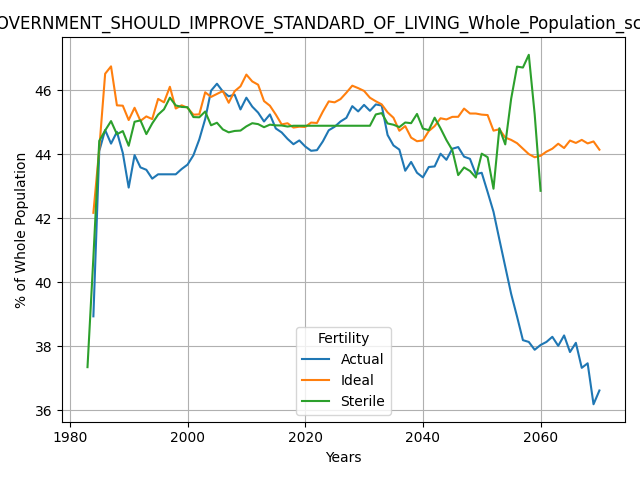 OVERNMENT_SHOULD_IMPROVE_STANDARD_OF_LIVING_Whole_Population_sc
% of Whole Population
46
44
42
40
38
36
1980
2000
2020
2040
2060
Years
Fertility
Actual
Ideal
Sterile